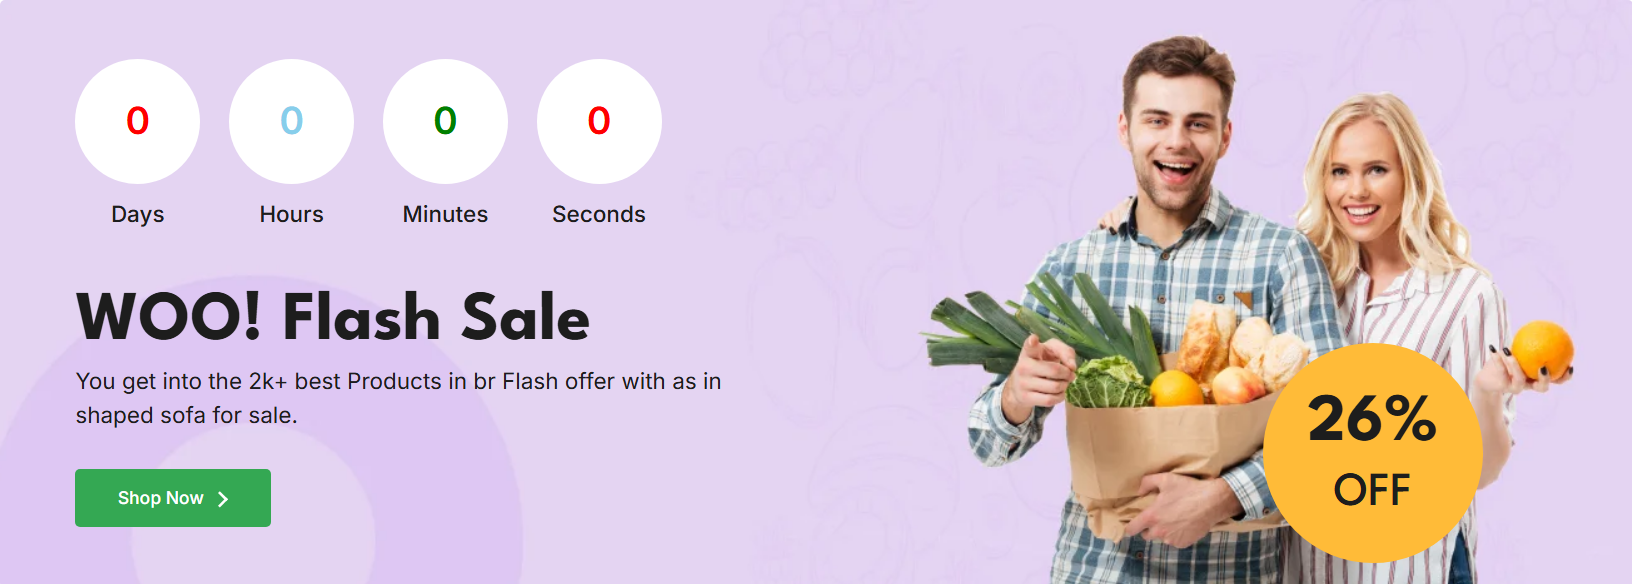 0 0 0 0
Days Hours Minutes Seconds
WOO! Flash Sale
You get into the 2k+ best Products in br Flash offer with as in
shaped sofa for sale.
Shop Now
26%
OFF